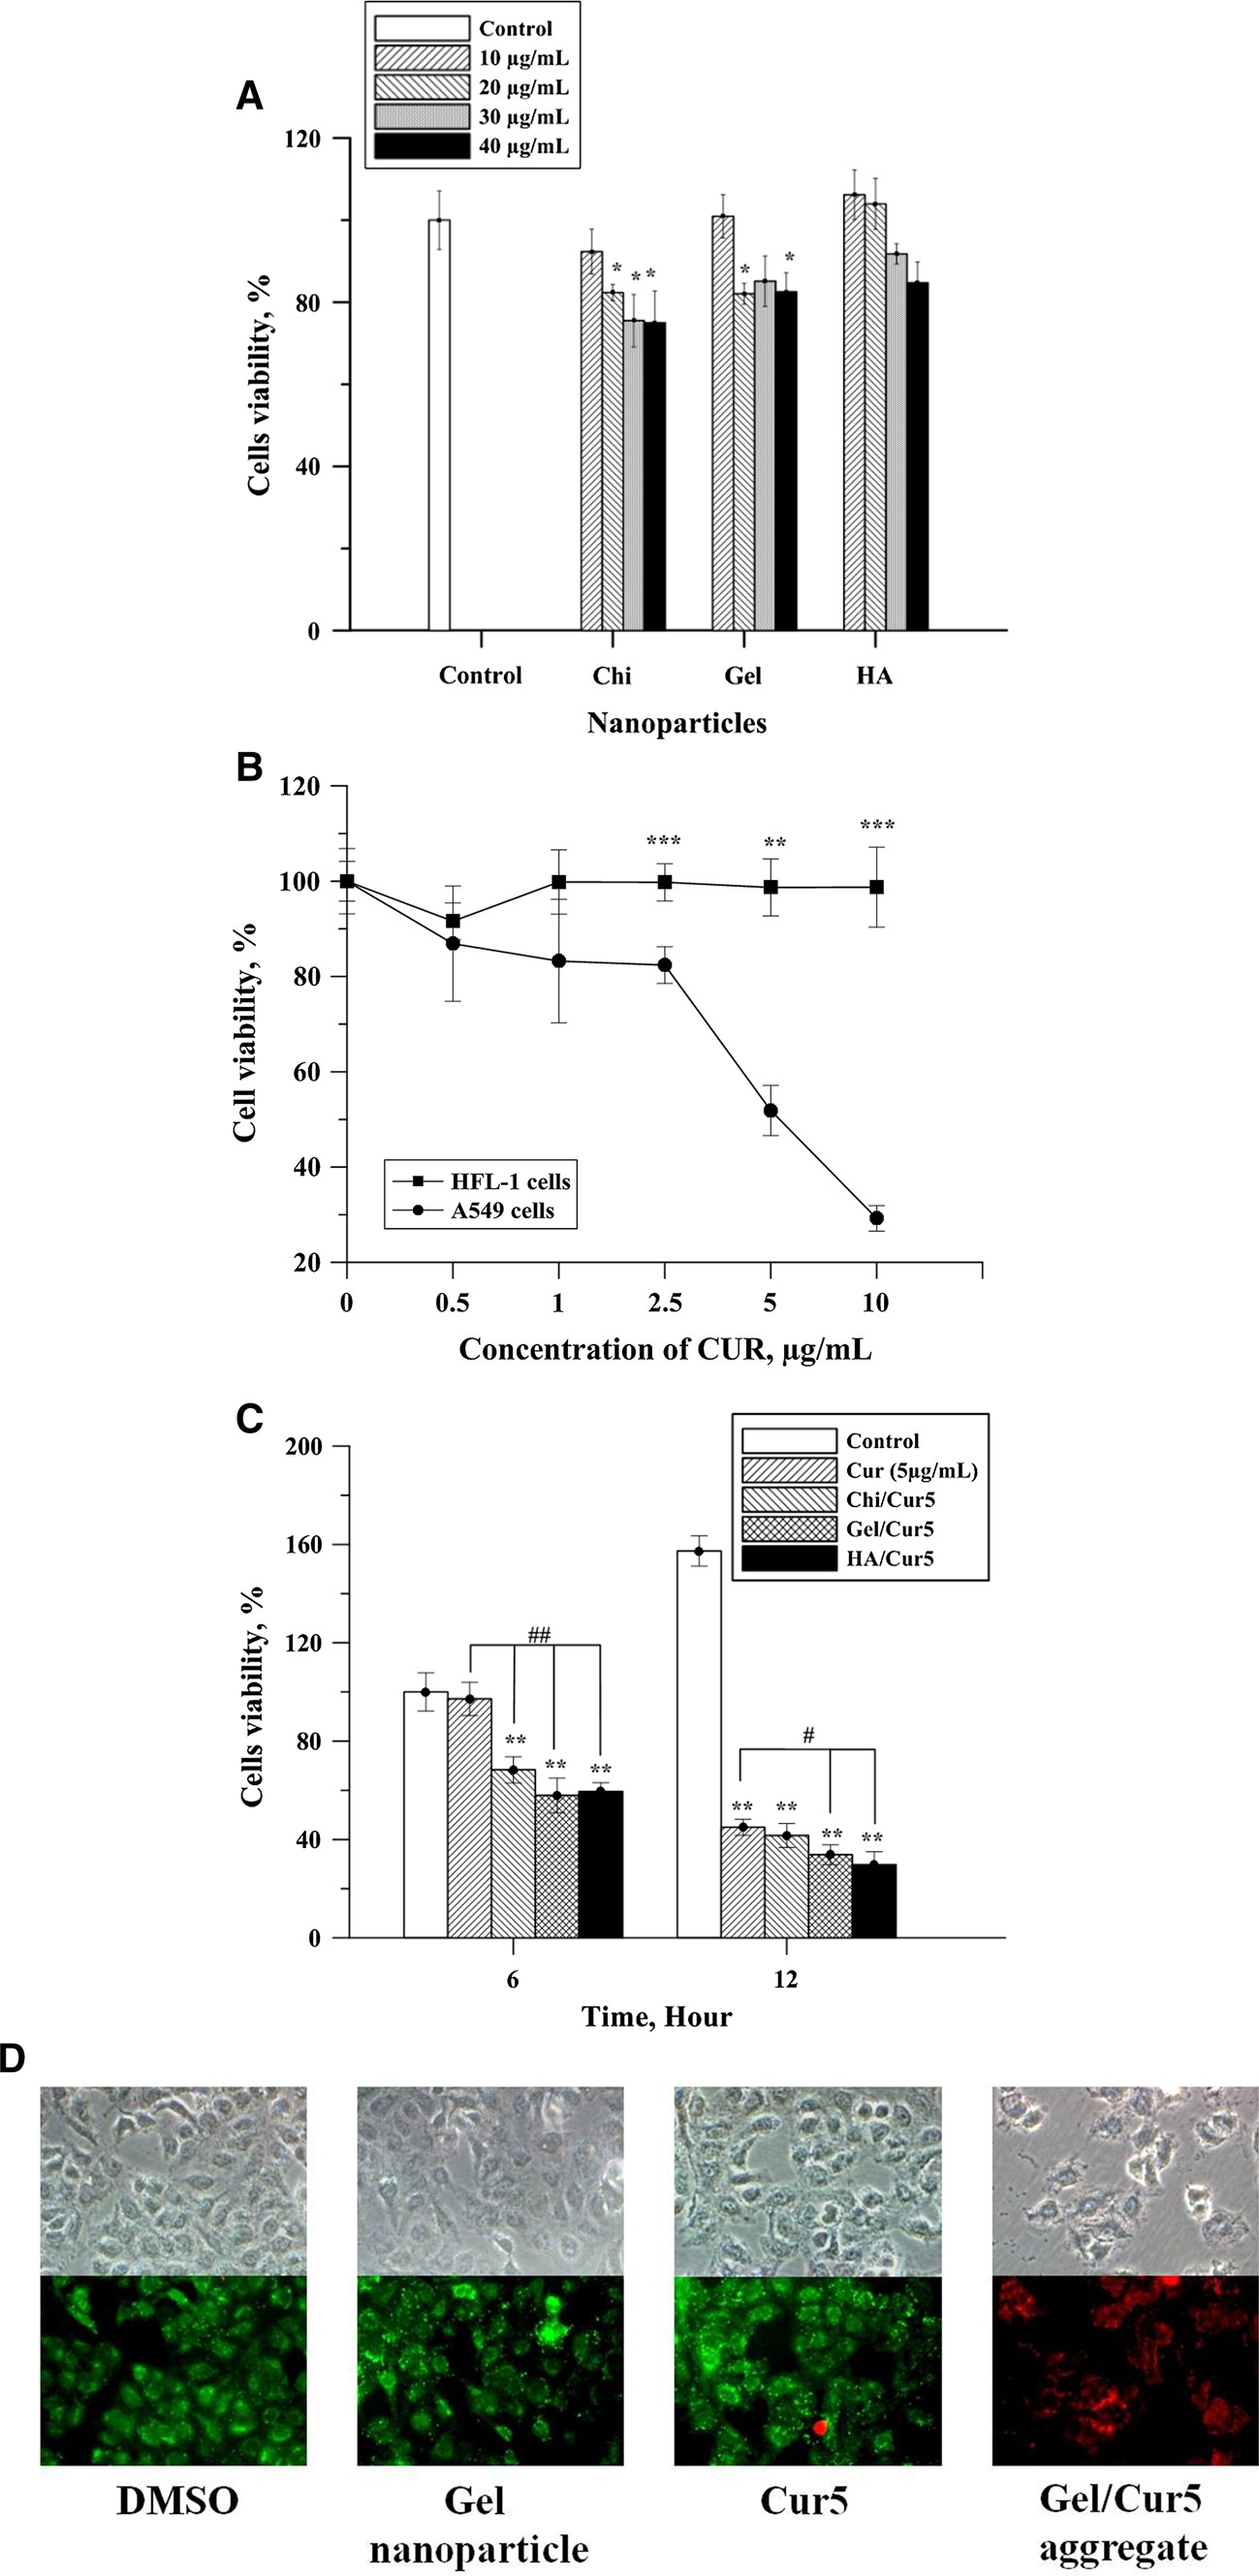 Control
10 µg/mL
20 µg/mL
30 µg/mL
40 µg/mL
A
120
80
40
0
Cells viability, %
* * *
* *
Control Chi Gel HA
Nanoparticles
B
120
100
80
60
40
20
Cell viability, %
*** ** ***
HFL-1 cells
A549 cells
0 0.5 1 2.5 5 10
Concentration of CUR, µg/mL
C
200
160
120
80
40
0
Cells viability, %
Control
Cur (5µg/mL)
Chi/Cur5
Gel/Cur5
HA/Cur5
##
** ** **
#
** ** ** **
6 12
Time, Hour
D
DMSO
Gel
nanoparticle
Cur5
Gel/Cur5
aggregate